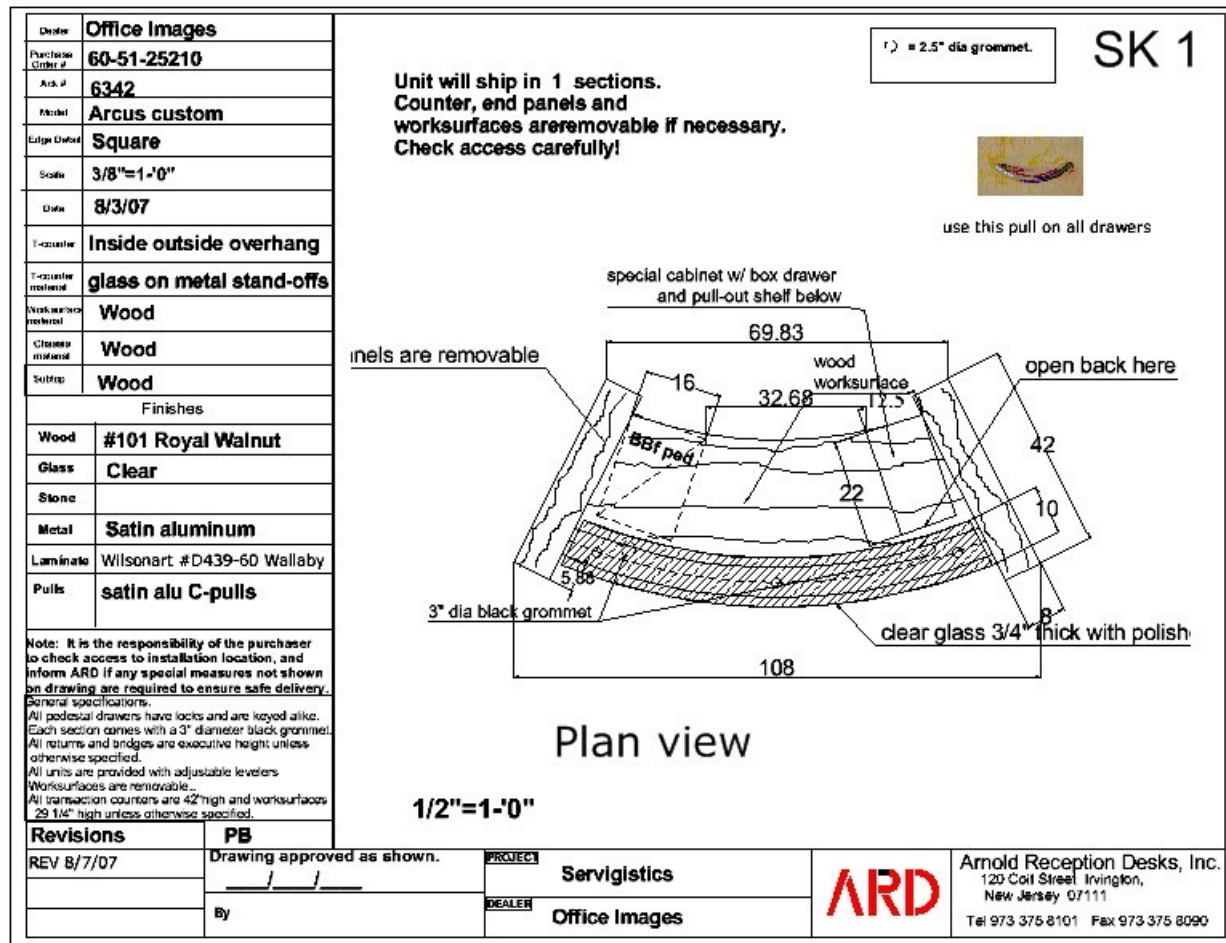 Dealer Office Images
Purchase Order # 60-51-25210
Ack # 6342
Model Arcus custom
Edge Detail Square
Scale 3/8"=1-'0"
Date 8/3/07
T-counter Inside outside overhang
T-counter material glass on metal stand-offs
Worksurface material Wood
Chassis material Wood
Subtop Wood
Finishes
Wood #101 Royal Walnut
Glass Clear
Stone
Metal Satin aluminum
Laminate Wilsonart #D439-60 Wallaby
Pulls satin alu C-pulls
Note: It is the responsibility of the purchaser
to check access to installation location, and
inform ARD if any special measures not shown
on drawing are required to ensure safe delivery.
General specifications.
All pedestal drawers have locks and are keyed alike.
Each section comes with a 3" diameter black grommet.
All returns and bridges are executive height unless
otherwise specified.
All units are provided with adjustable levelers
Worksurfaces are removable..
All transaction counters are 42"high and worksurfaces
29 1/4" high unless otherwise specified.
Revisions PB
REV 8/7/07
Drawing approved as shown.
___/___/___
By
Unit will ship in 1 sections.
Counter, end panels and
worksurfaces areremovable if necessary.
Check access carefully!
= 2.5" dia grommet.
SK 1
use this pull on all drawers
special cabinet w/ box drawer
and pull-out shelf below
69.83
nels are removable
wood
worksurface
open back here
16
32.68
12.5
BBf ped
42
22
10
5.88
3" dia black grommet
8
clear glass 3/4" thick with polish
108
Plan view
1/2"=1-'0"
PROJECT Servigistics
DEALER Office Images
ARD
Arnold Reception Desks, Inc.
120 Coit Street Irvington,
New Jersey 07111
Tel 973 375 8101 Fax 973 375 8090